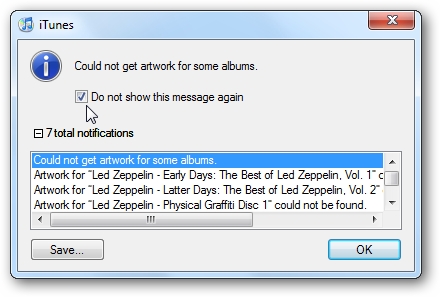 iTunes
Could not get artwork for some albums.
Do not show this message again
7 total notifications
Could not get artwork for some albums.
Artwork for "Led Zeppelin - Early Days: The Best of Led Zeppelin, Vol. 1" c
Artwork for "Led Zeppelin - Latter Days: The Best of Led Zeppelin, Vol. 2"
Artwork for "Led Zeppelin - Physical Graffiti Disc 1" could not be found.
Save...
OK